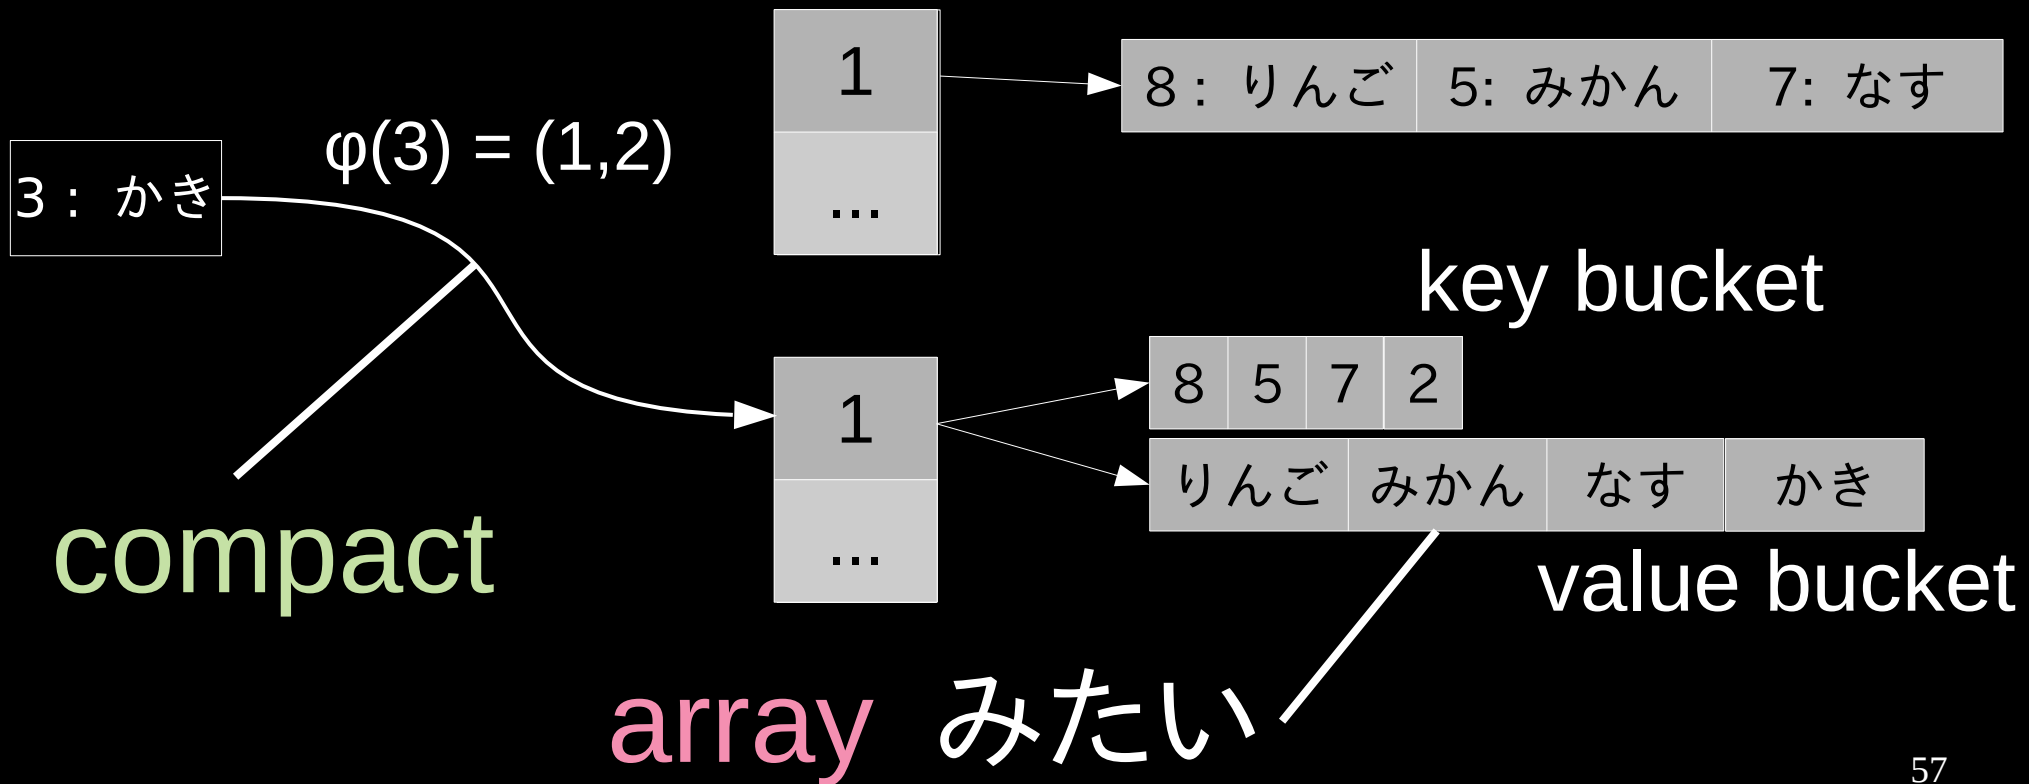 1
8 : りんご 5: みかん 7: なす
φ(3) = (1,2)
3 : かき
...
key bucket
8 5 7 2
1
りんご みかん なす かき
...
compact
value bucket
array みたい
57